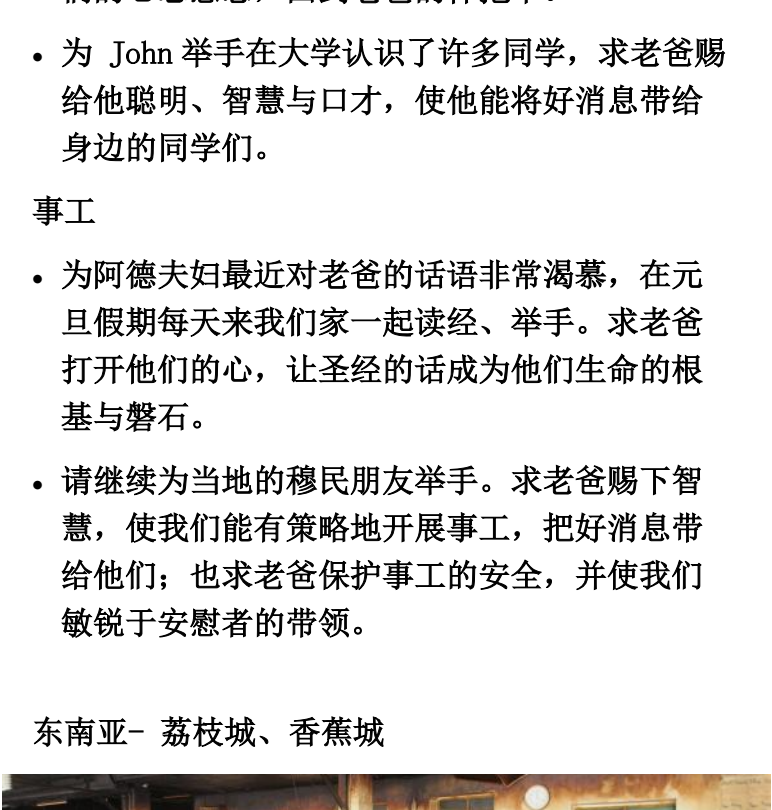 • 为 John 举手在大学认识了许多同学，求老爸赐
给他聪明、智慧与口才，使他能将好消息带给
身边的同学们。
事工
• 为阿德夫妇最近对老爸的话语非常渴慕，在元
旦假期每天来我们家一起读经、举手。求老爸
打开他们的心，让圣经的话成为他们生命的根
基与磐石。
• 请继续为当地的穆民朋友举手。求老爸赐下智
慧，使我们能有策略地开展事工，把好消息带
给他们；也求老爸保护事工的安全，并使我们
敏锐于安慰者的带领。
东南亚- 荔枝城、香蕉城